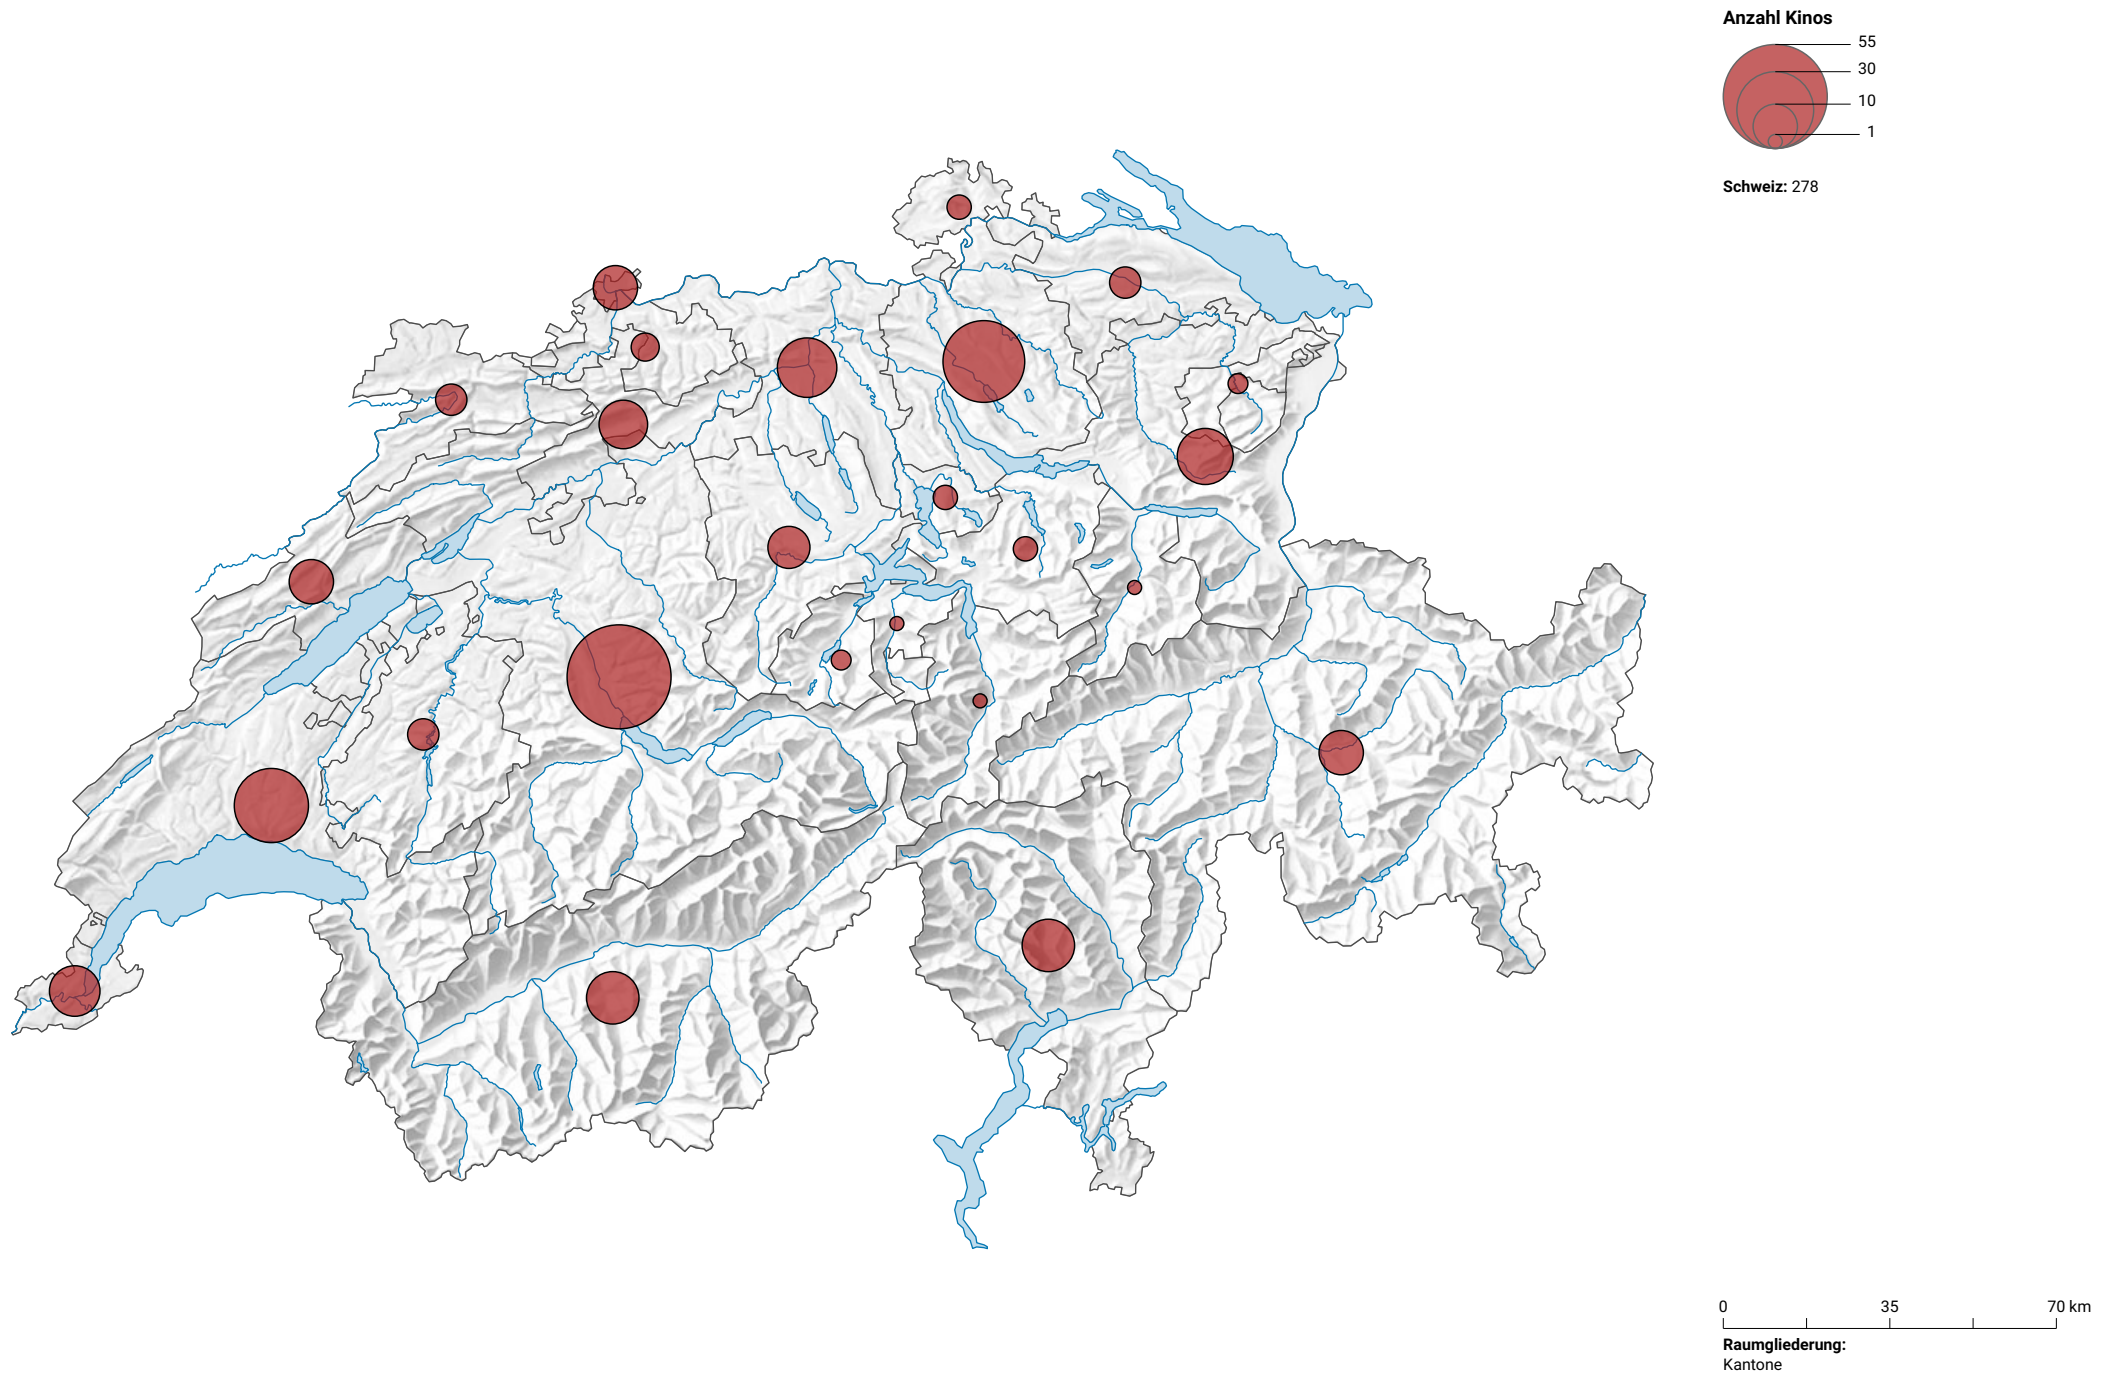 Anzahl Kinos
55
30
10
1
Schweiz: 278
0 35 70 km
Raumgliederung:
Kantone